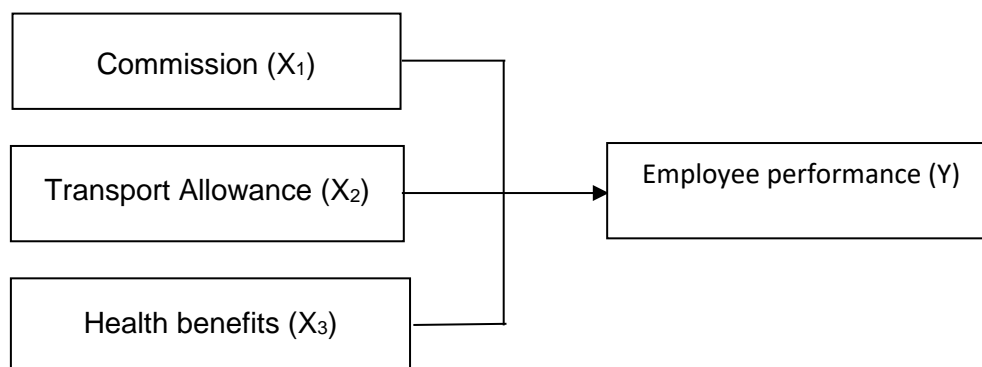 Commission (X₁)
Transport Allowance (X₂)
Employee performance (Y)
Health benefits (X₃)